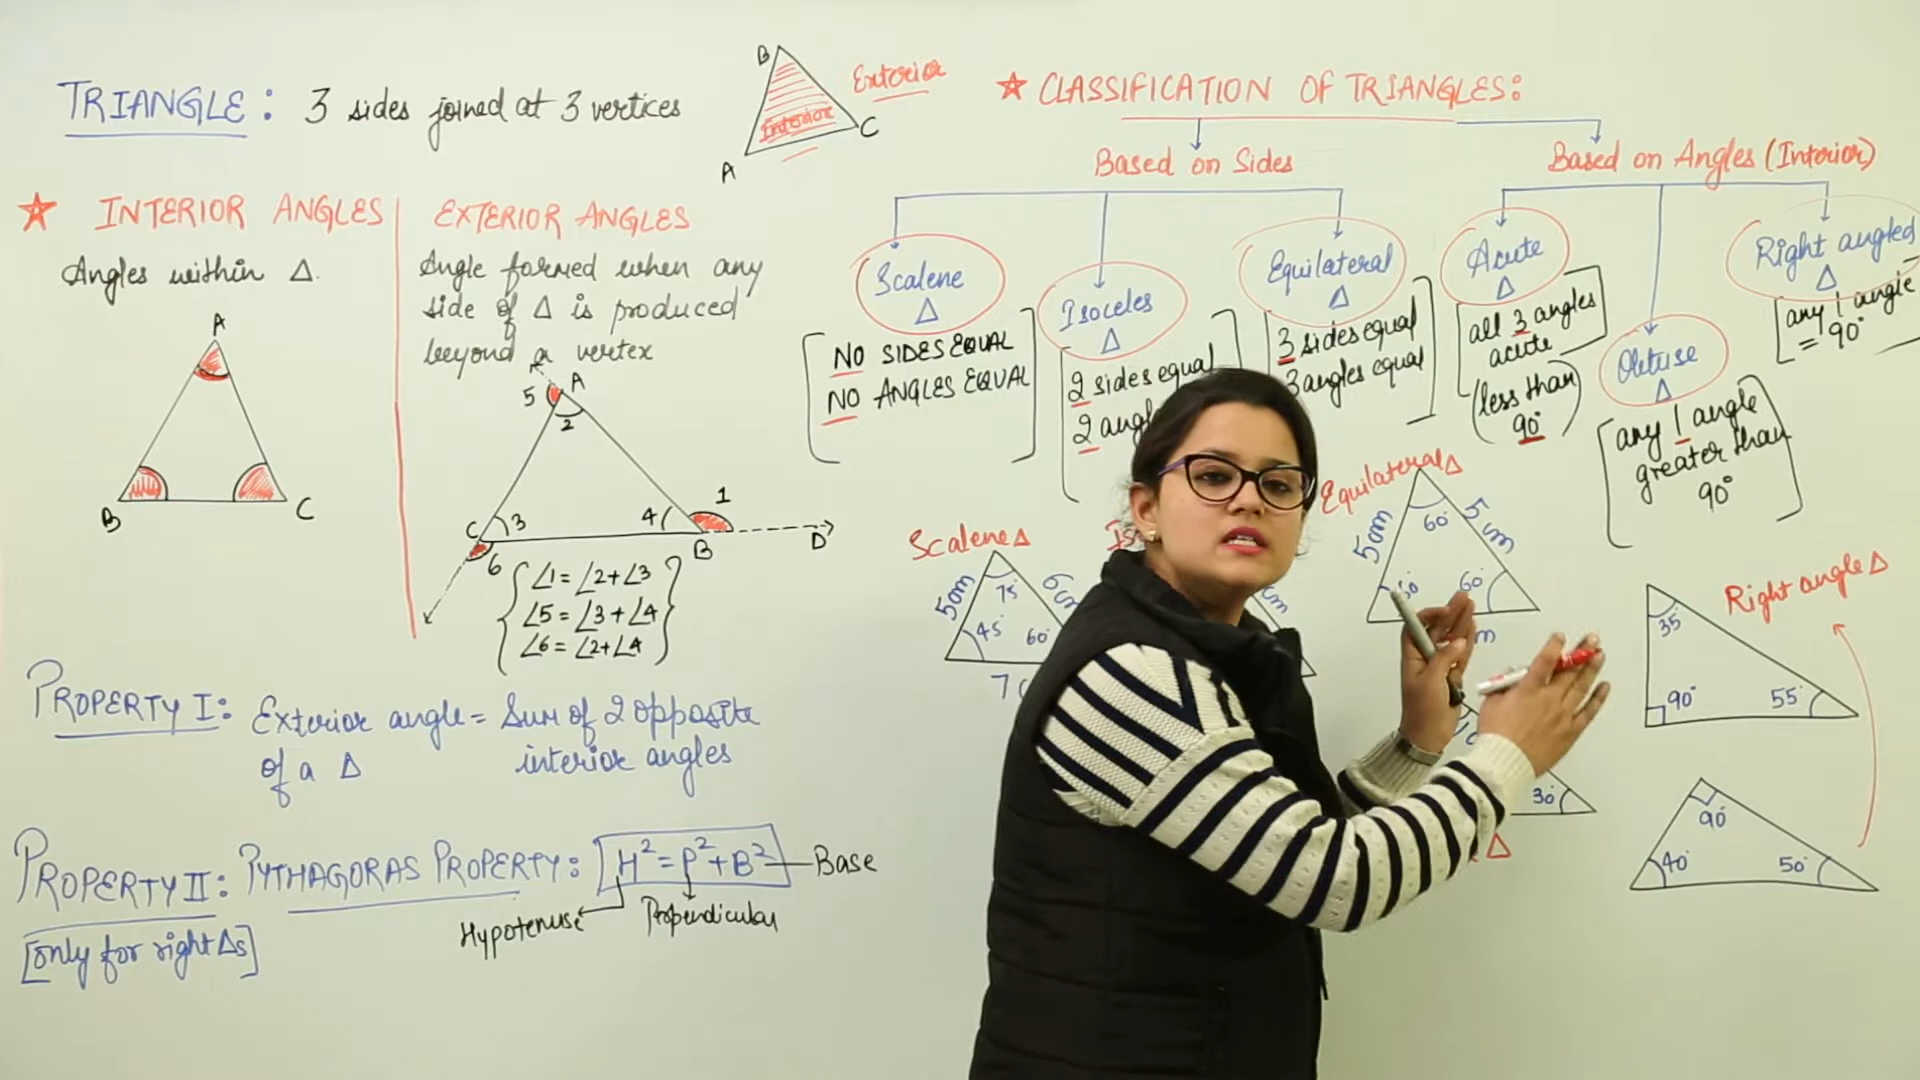 TRIANGLE: 3 sides joined at 3 vertices
B
Exterior
Interior
A
C
☆ INTERIOR ANGLES
Angles within △.
A
B
C
EXTERIOR ANGLES
Angle formed when any
side of △ is produced
beyond a vertex
5
A
2
C
3
4
1
6
B
D
∠1 = ∠2+∠3
∠5 = ∠3+∠4
∠6 = ∠2+∠4
PROPERTY I: Exterior angle = Sum of 2 opposite
of a △ interior angles
PROPERTY II: PYTHAGORAS PROPERTY: H² = P² + B² Base
Hypotenuse
Perpendicular
[only for right △s]
☆ CLASSIFICATION OF TRIANGLES:
Based on Sides
Scalene
△
NO SIDES EQUAL
NO ANGLES EQUAL
Isoceles
△
2 sides equal
2
Equilateral
△
3 sides equal
3 angles equal
Based on Angles (Interior)
Acute
△
all 3 angles
acute
(less than
90°)
Obtuse
△
any 1 angle
greater than
90°
Right angled
△
any 1 angle
= 90°
Scalene △
5cm
75°
45°
60°
7
Equilateral △
5cm
60°
5cm
60°
Right angle △
35°
90°
55°
30°
△
90°
40°
50°